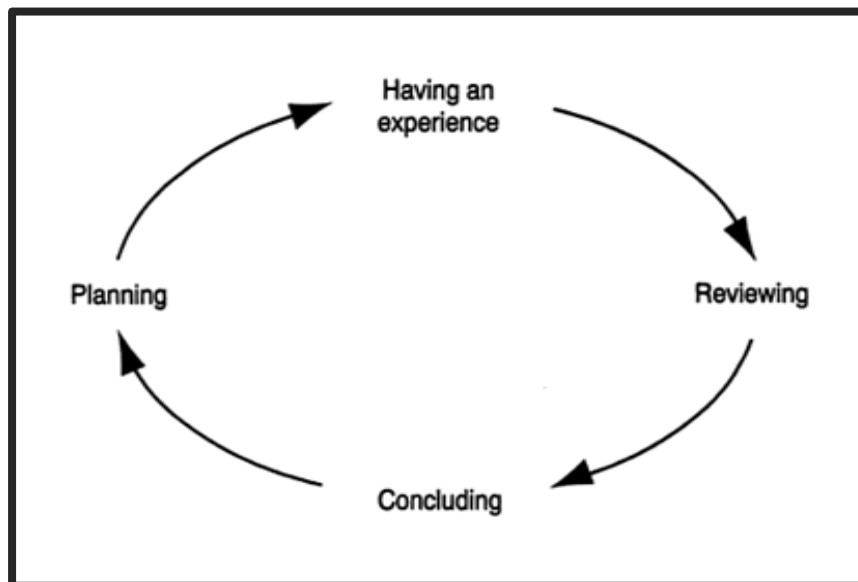 Having an
experience
Planning
Reviewing
Concluding